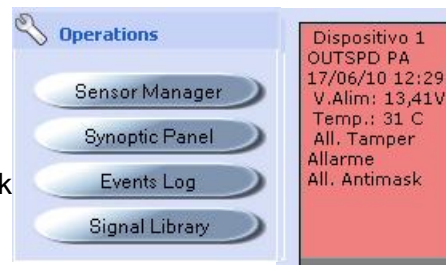 Operations
Sensor Manager
Synoptic Panel
Events Log
Signal Library
k
Dispositivo 1
OUTSPD PA
17/06/10 12:29
V.Alim: 13,41V
Temp.: 31 C
All. Tamper
Allarme
All. Antimask